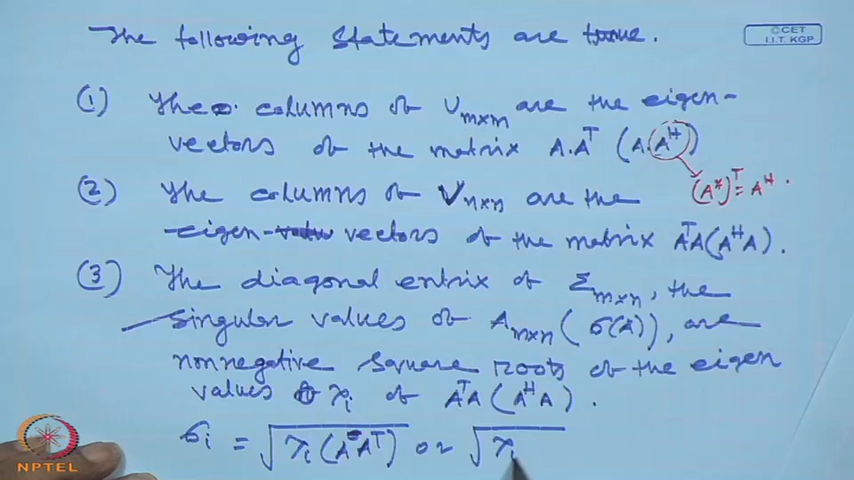 The following statements are true.
©CET
I.I.T. KGP
(1) The columns of U_{m×m} are the eigen-
vectors of the matrix A.A^T (A.A^H)
(A*)^T = A^H.
(2) The columns of V_{n×n} are the
eigen- vectors of the matrix A^TA (A^HA).
(3) The diagonal entrix of Σ_{m×n}, the
singular values of A_{m×n} (σ(A)), are
nonnegative square roots of the eigen
values λ_i of A^TA (A^HA).
σ_i = √λ_i(AA^T) or √λ_i
NPTEL